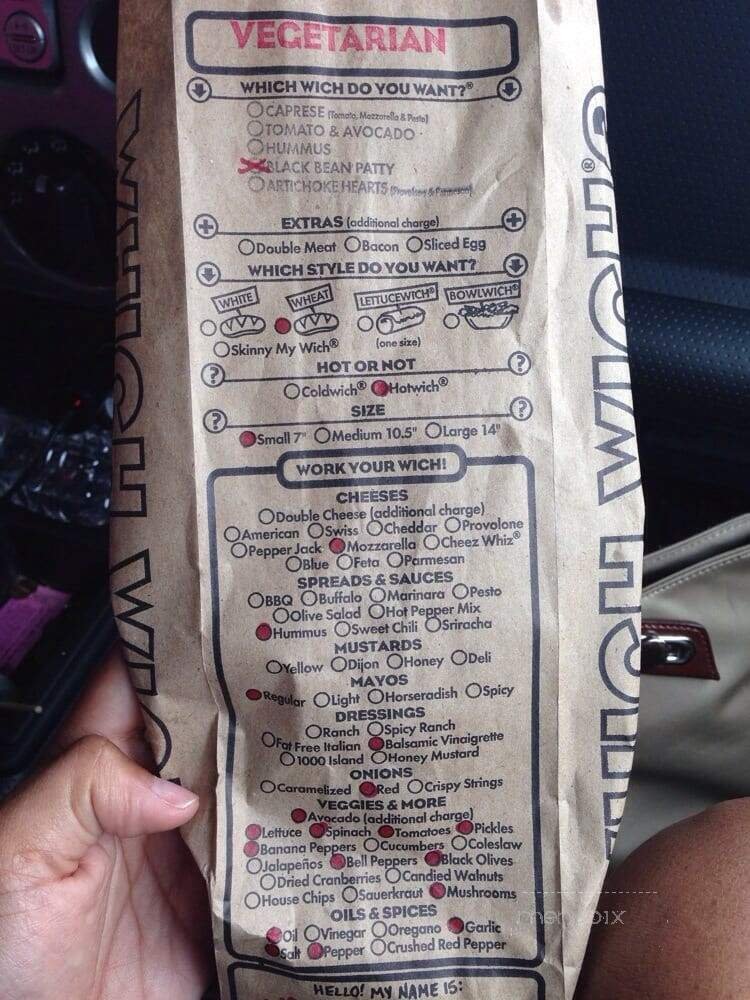 VEGETARIAN
WHICH WICH DO YOU WANT?®
CAPRESE (Tomato, Mozzarella & Pesto)
TOMATO & AVOCADO
HUMMUS
BLACK BEAN PATTY
ARTICHOKE HEARTS (Provolone & Parmesan)
EXTRAS (additional charge)
Double Meat Bacon Sliced Egg
WHICH STYLE DO YOU WANT?
WHITE WHEAT LETTUCEWICH® BOWLWICH®
(one size)
Skinny My Wich®
HOT OR NOT
Coldwich® Hotwich®
SIZE
Small 7" Medium 10.5" Large 14"
WORK YOUR WICH!
CHEESES
Double Cheese (additional charge)
American Swiss Cheddar Provolone
Pepper Jack Mozzarella Cheez Whiz®
Blue Feta Parmesan
SPREADS & SAUCES
BBQ Buffalo Marinara Pesto
Olive Salad Hot Pepper Mix
Hummus Sweet Chili Sriracha
MUSTARDS
Yellow Dijon Honey Deli
MAYOS
Regular Light Horseradish Spicy
DRESSINGS
Ranch Spicy Ranch
Fat Free Italian Balsamic Vinaigrette
1000 Island Honey Mustard
ONIONS
Caramelized Red Crispy Strings
VEGGIES & MORE
Avocado (additional charge)
Lettuce Spinach Tomatoes Pickles
Banana Peppers Cucumbers Coleslaw
Jalapeños Bell Peppers Black Olives
Dried Cranberries Candied Walnuts
House Chips Sauerkraut Mushrooms
OILS & SPICES
Oil Vinegar Oregano Garlic
Salt Pepper Crushed Red Pepper
HELLO! MY NAME IS: